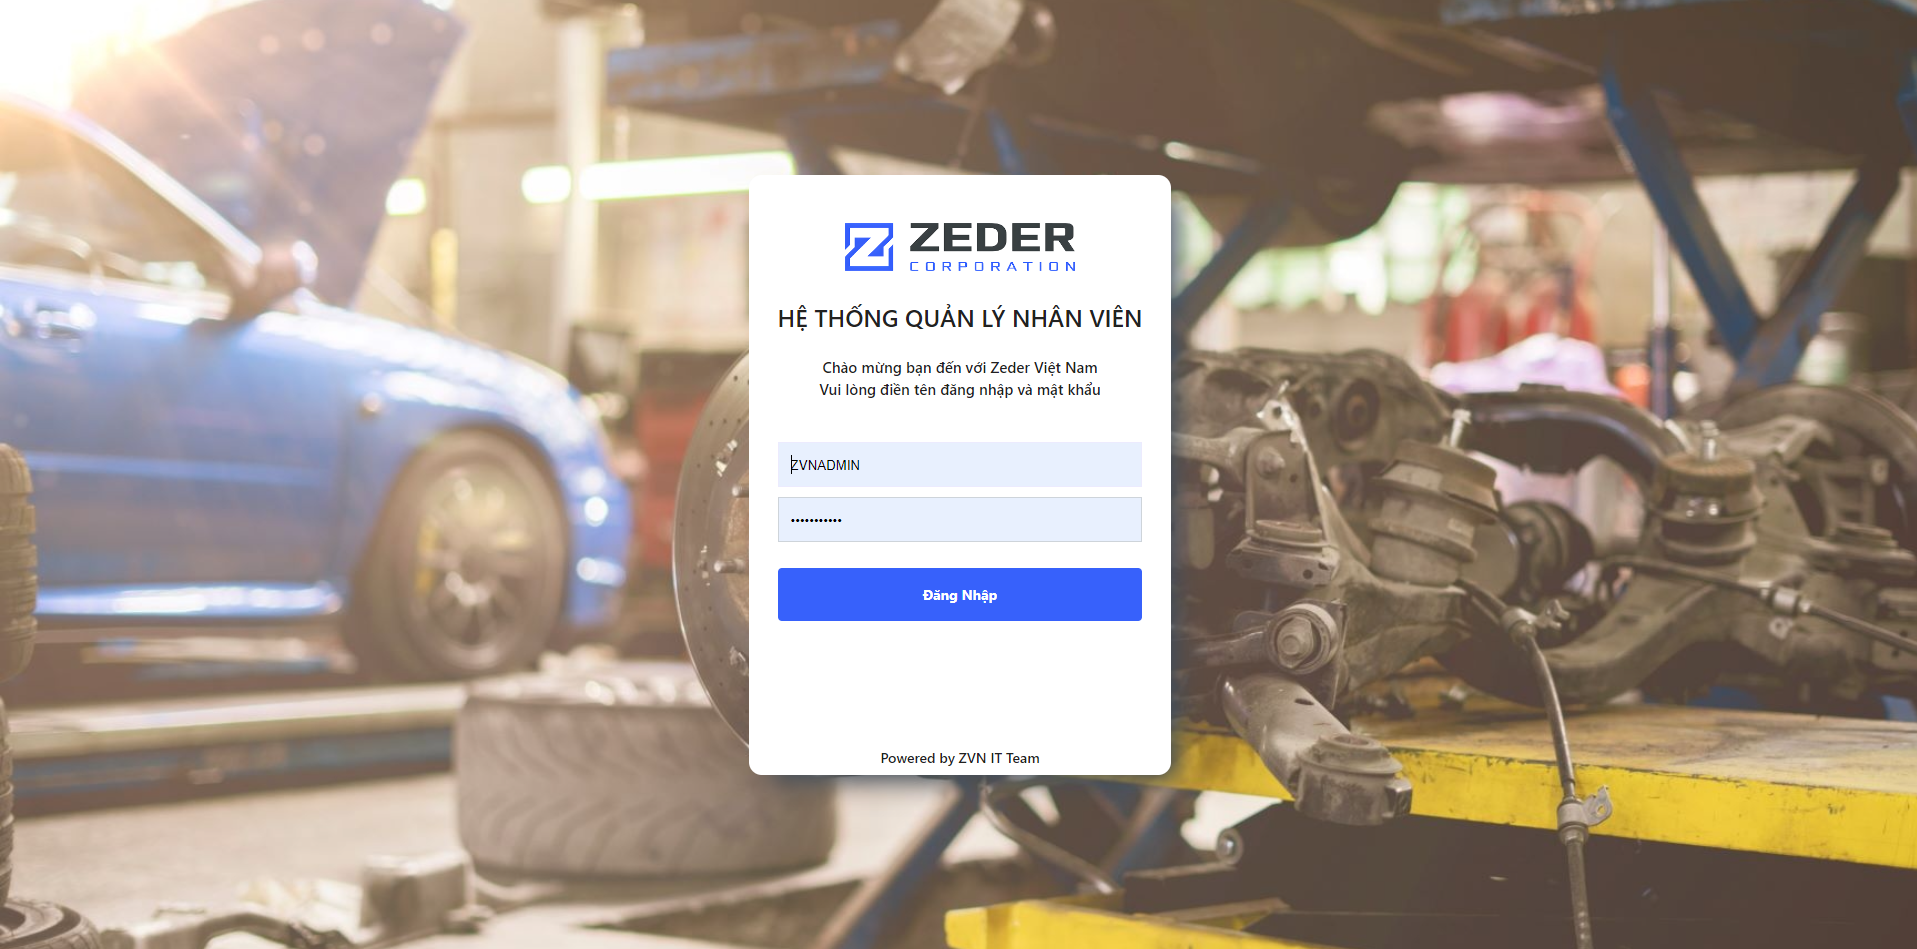 ZEDER
CORPORATION
HỆ THỐNG QUẢN LÝ NHÂN VIÊN
Chào mừng bạn đến với Zeder Việt Nam
Vui lòng điền tên đăng nhập và mật khẩu
ZVNADMIN
•••••••••••
Đăng Nhập
Powered by ZVN IT Team